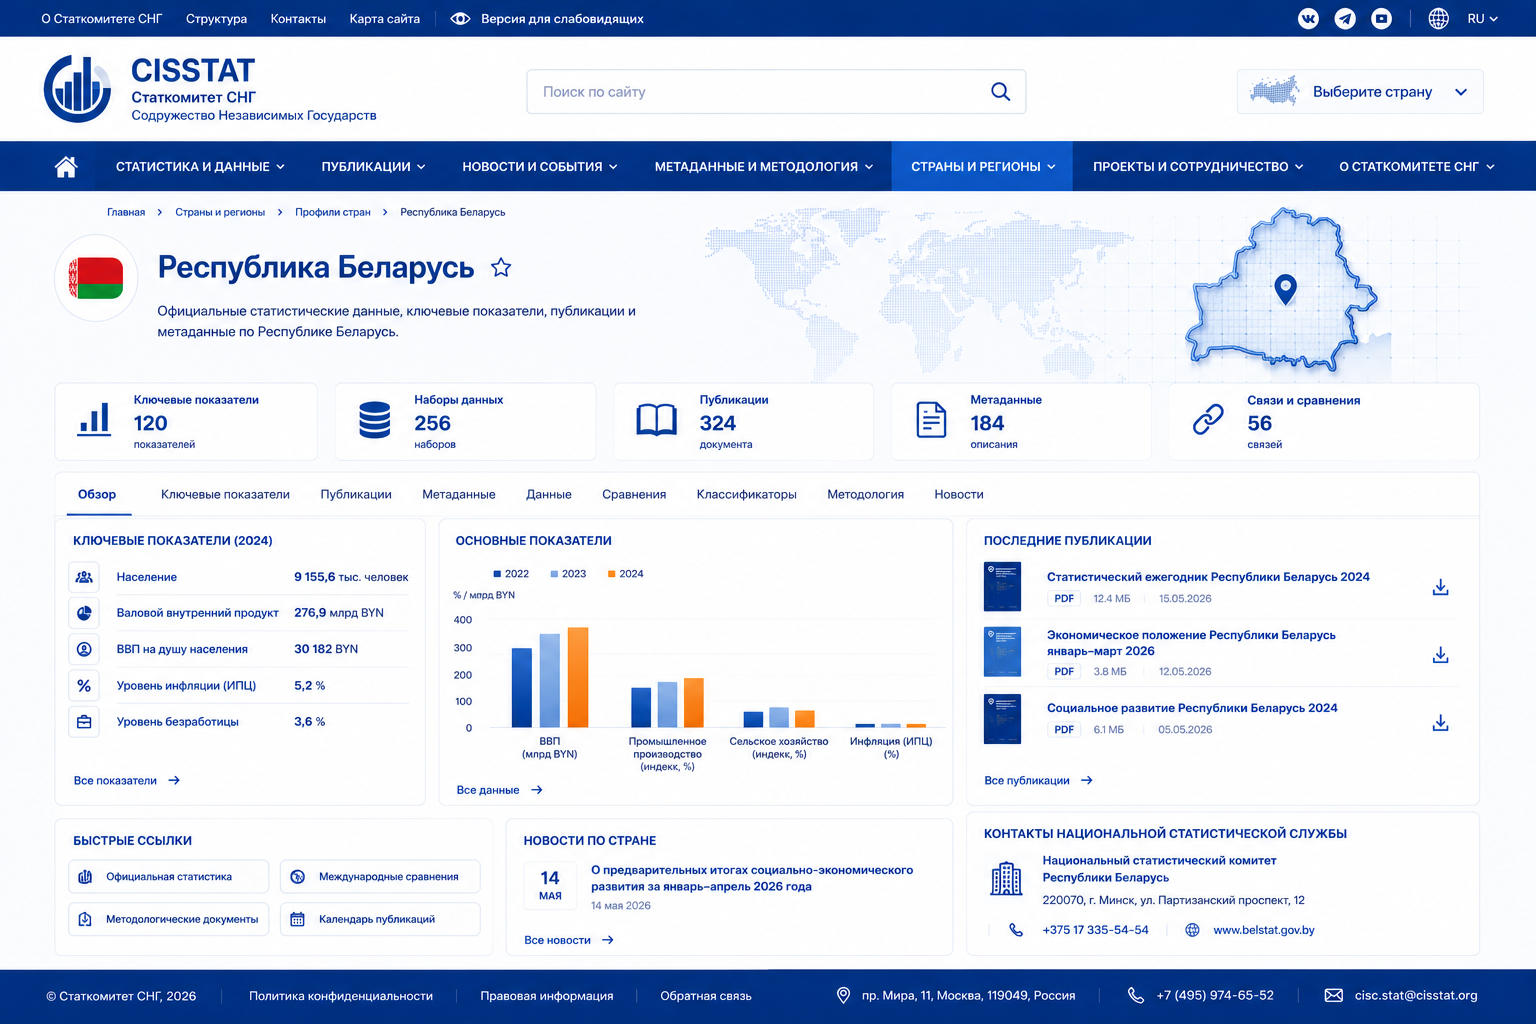 О Статкомитете СНГ Структура Контакты Карта сайта Версия для слабовидящих RU
CISSTAT
Статкомитет СНГ
Содружество Независимых Государств
Поиск по сайту
Выберите страну
СТАТИСТИКА И ДАННЫЕ ПУБЛИКАЦИИ НОВОСТИ И СОБЫТИЯ МЕТАДАННЫЕ И МЕТОДОЛОГИЯ СТРАНЫ И РЕГИОНЫ ПРОЕКТЫ И СОТРУДНИЧЕСТВО О СТАТКОМИТЕТЕ СНГ
Главная > Страны и регионы > Профили стран > Республика Беларусь
Республика Беларусь
Официальные статистические данные, ключевые показатели, публикации и
метаданные по Республике Беларусь.
Ключевые показатели
120
показателей
Наборы данных
256
наборов
Публикации
324
документа
Метаданные
184
описания
Связи и сравнения
56
связей
Обзор Ключевые показатели Публикации Метаданные Данные Сравнения Классификаторы Методология Новости
КЛЮЧЕВЫЕ ПОКАЗАТЕЛИ (2024)
Население 9 155,6 тыс. человек
Валовой внутренний продукт 276,9 млрд BYN
ВВП на душу населения 30 182 BYN
% Уровень инфляции (ИПЦ) 5,2 %
Уровень безработицы 3,6 %
Все показатели →
ОСНОВНЫЕ ПОКАЗАТЕЛИ
2022 2023 2024
% / млрд BYN
400
300
200
100
0
ВВП
(млрд BYN)
Промышленное
производство
(индекк, %)
Сельское хозяйство
(индекк, %)
Инфляция (ИПЦ)
(%)
Все данные →
ПОСЛЕДНИЕ ПУБЛИКАЦИИ
Статистический ежегодник Республики Беларусь 2024
PDF 12.4 МБ 15.05.2026
Экономическое положение Республики Беларусь
январь–март 2026
PDF 3.8 МБ 12.05.2026
Социальное развитие Республики Беларусь 2024
PDF 6.1 МБ 05.05.2026
Все публикации →
БЫСТРЫЕ ССЫЛКИ
Официальная статистика
Международные сравнения
Методологические документы
Календарь публикаций
НОВОСТИ ПО СТРАНЕ
14
МАЯ
О предварительных итогах социально-экономического
развития за январь–апрель 2026 года
14 мая 2026
Все новости →
КОНТАКТЫ НАЦИОНАЛЬНОЙ СТАТИСТИЧЕСКОЙ СЛУЖБЫ
Национальный статистический комитет
Республики Беларусь
220070, г. Минск, ул. Партизанский проспект, 12
+375 17 335-54-54 www.belstat.gov.by
© Статкомитет СНГ, 2026 Политика конфиденциальности Правовая информация Обратная связь пр. Мира, 11, Москва, 119049, Россия +7 (495) 974-65-52 cisc.stat@cisstat.org